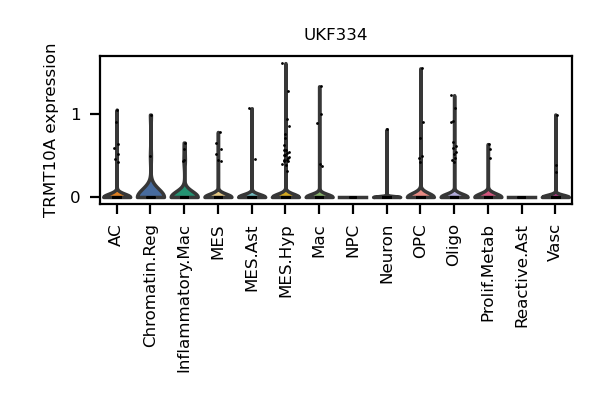 UKF334
TRMT10A expression
1
0
AC
Chromatin.Reg
Inflammatory.Mac
MES
MES.Ast
MES.Hyp
Mac
NPC
Neuron
OPC
Oligo
Prolif.Metab
Reactive.Ast
Vasc